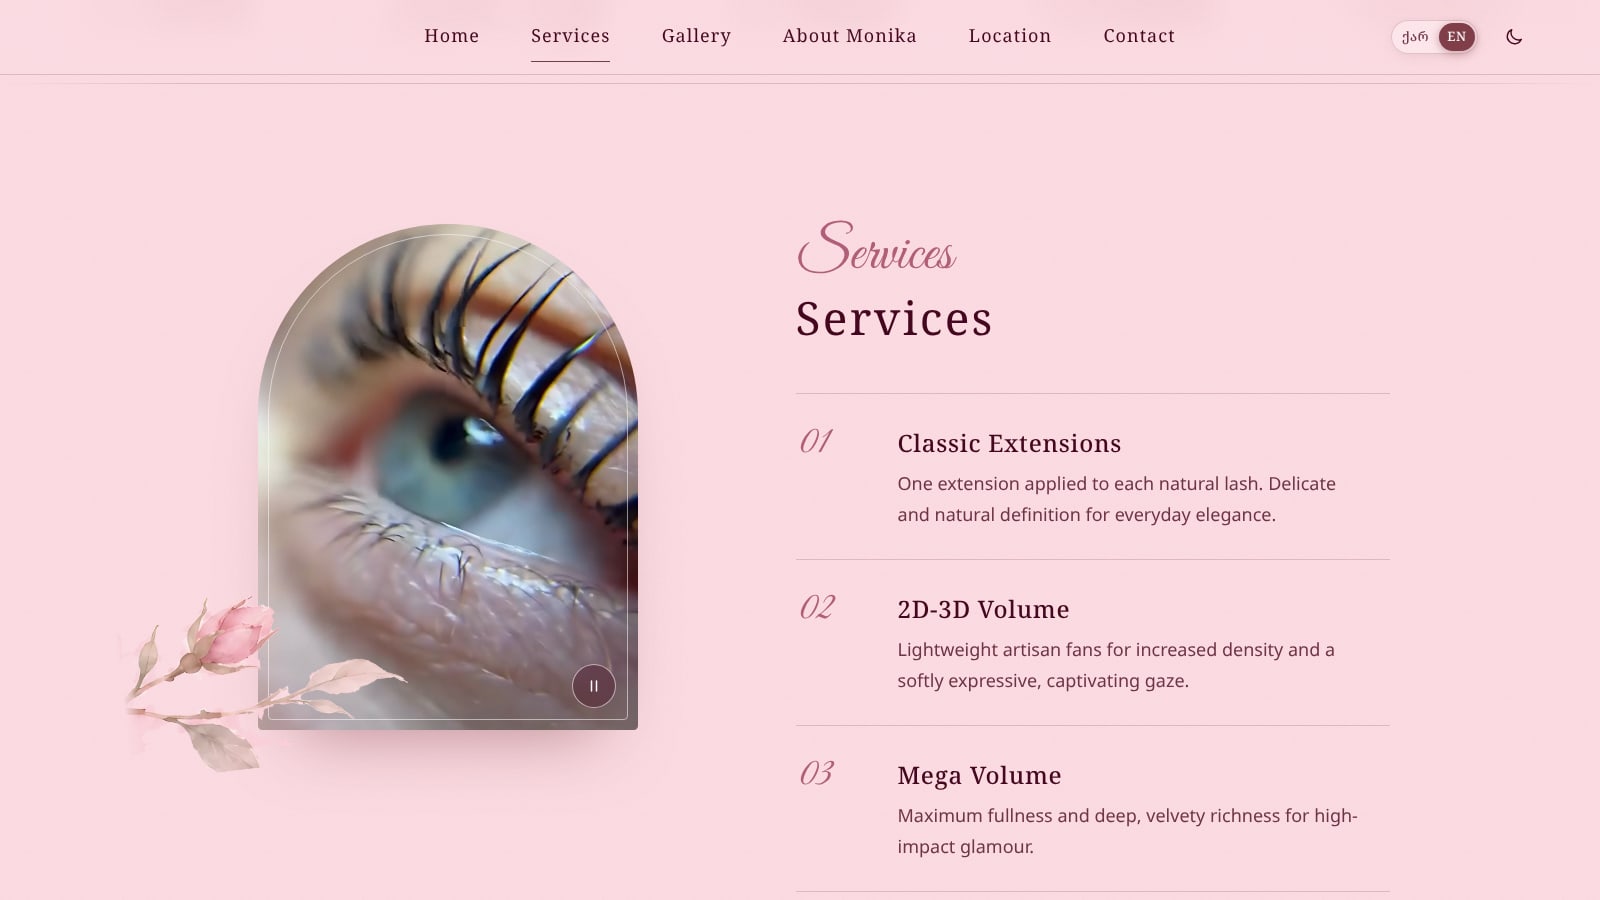 Home Services Gallery About Monika Location Contact ქარ EN
Services
Services
01 Classic Extensions
One extension applied to each natural lash. Delicate
and natural definition for everyday elegance.
02 2D-3D Volume
Lightweight artisan fans for increased density and a
softly expressive, captivating gaze.
03 Mega Volume
Maximum fullness and deep, velvety richness for high-
impact glamour.